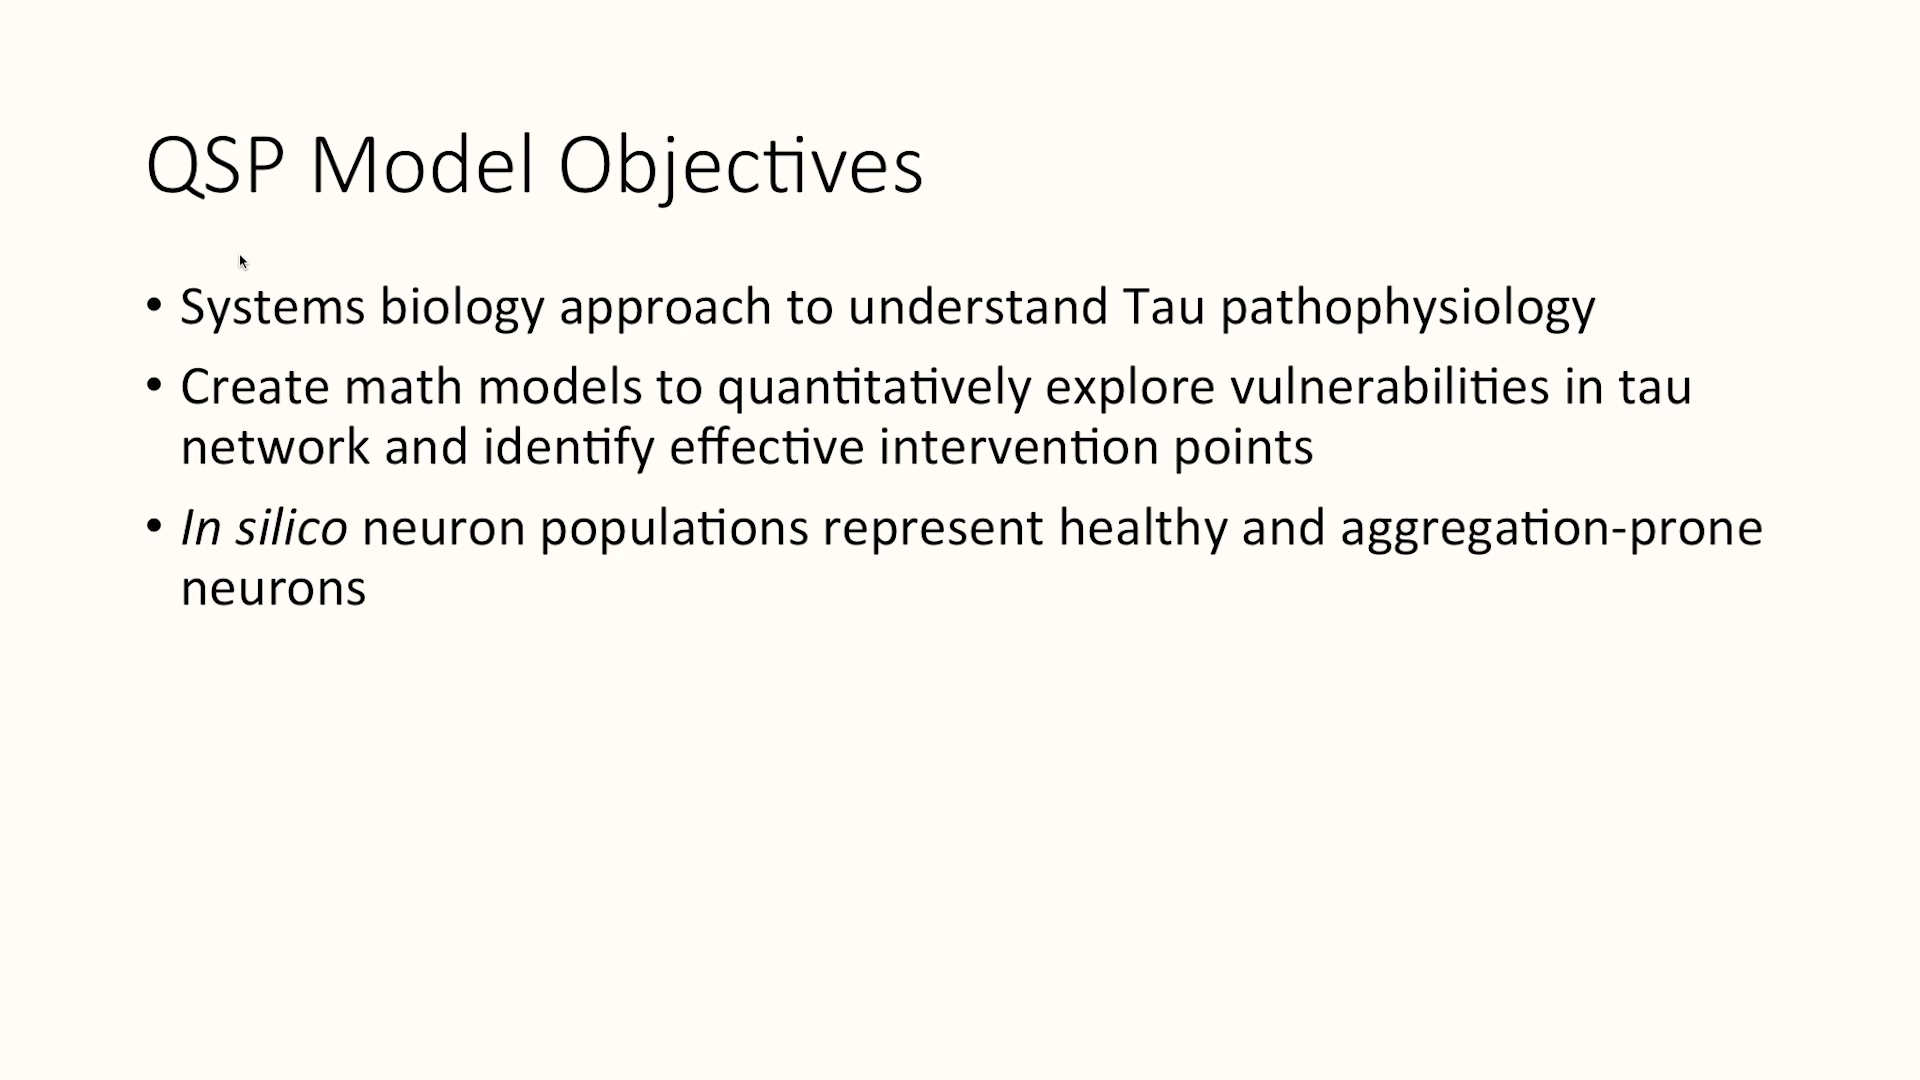 QSP Model Objectives
• Systems biology approach to understand Tau pathophysiology
• Create math models to quantitatively explore vulnerabilities in tau
network and identify effective intervention points
• In silico neuron populations represent healthy and aggregation-prone
neurons